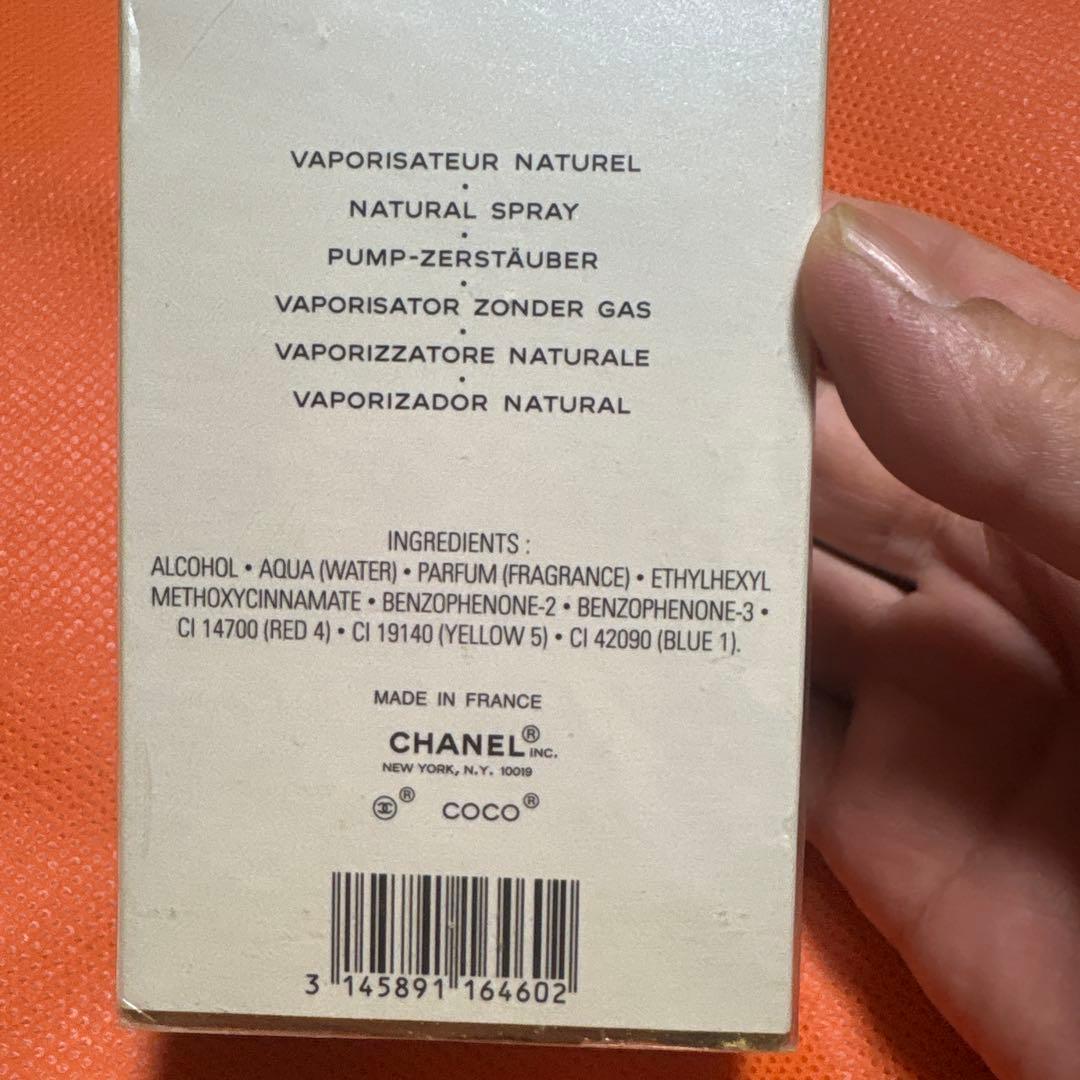 VAPORISATEUR NATUREL
•
NATURAL SPRAY
•
PUMP-ZERSTÄUBER
•
VAPORISATOR ZONDER GAS
•
VAPORIZZATORE NATURALE
•
VAPORIZADOR NATURAL
INGREDIENTS :
ALCOHOL • AQUA (WATER) • PARFUM (FRAGRANCE) • ETHYLHEXYL
METHOXYCINNAMATE • BENZOPHENONE-2 • BENZOPHENONE-3 •
CI 14700 (RED 4) • CI 19140 (YELLOW 5) • CI 42090 (BLUE 1).
MADE IN FRANCE
CHANEL® INC.
NEW YORK, N.Y. 10019
® COCO®
3 145891 164602